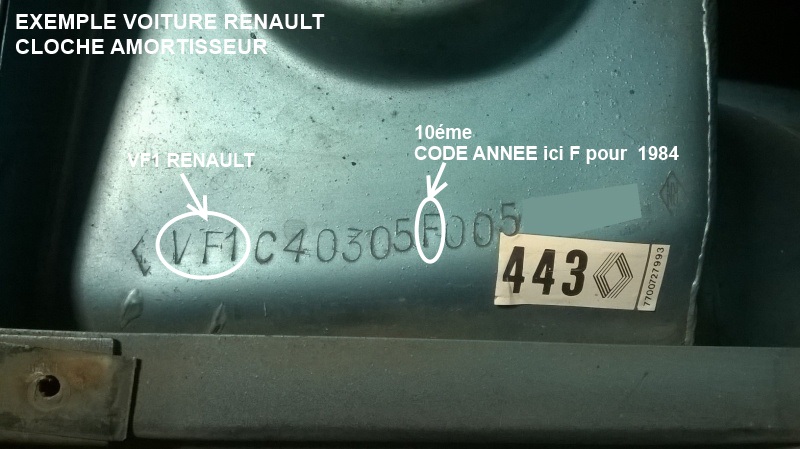 EXEMPLE VOITURE RENAULT
CLOCHE AMORTISSEUR
10éme
CODE ANNEE ici F pour 1984
VF1 RENAULT
VF1C40305F005
443
7700727993